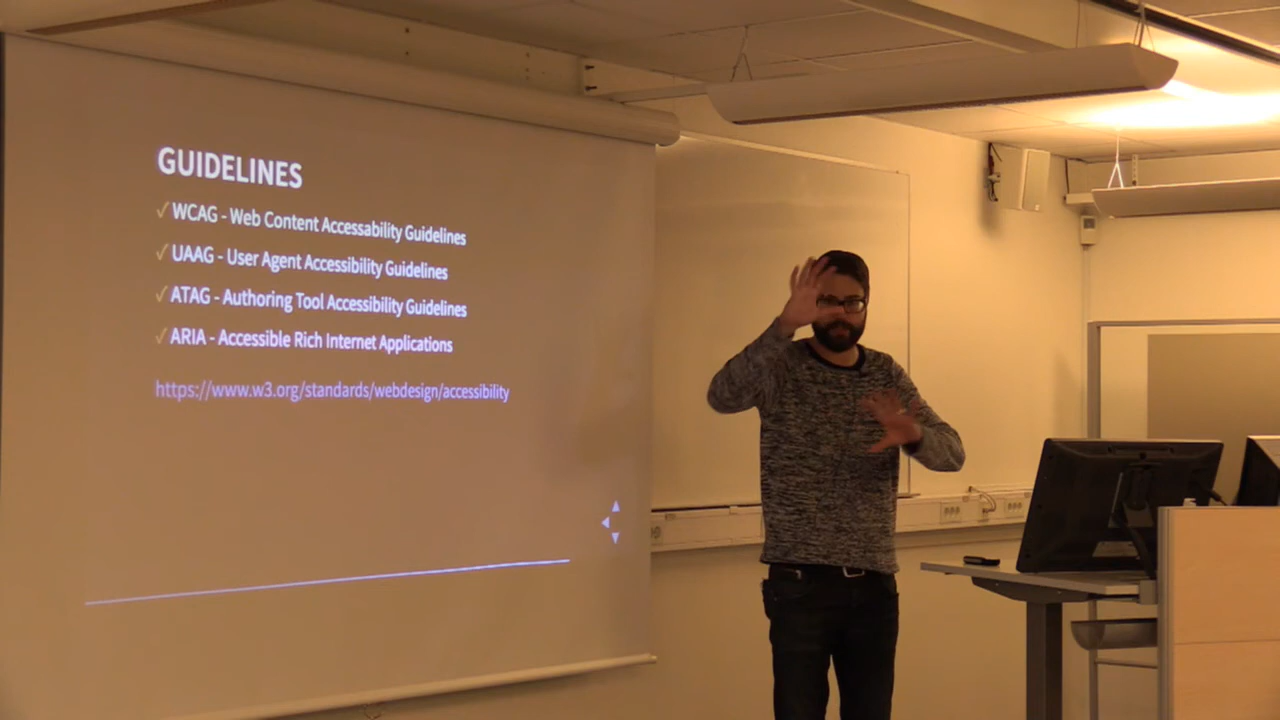 GUIDELINES
✓WCAG - Web Content Accessability Guidelines
✓UAAG - User Agent Accessibility Guidelines
✓ATAG - Authoring Tool Accessibility Guidelines
✓ARIA - Accessible Rich Internet Applications
https://www.w3.org/standards/webdesign/accessibility